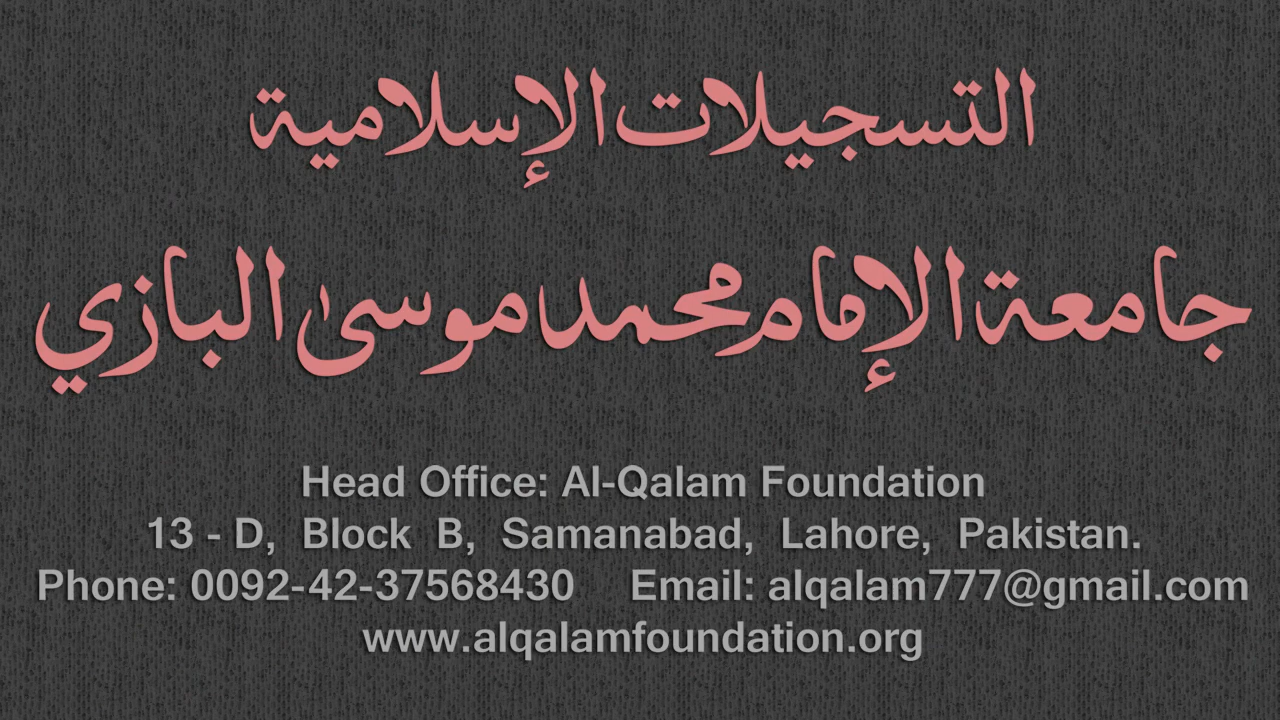 التسجيلات الإسلامية
جامعة الإمام محمد موسىٰ البازي
Head Office: Al-Qalam Foundation
13 - D, Block B, Samanabad, Lahore, Pakistan.
Phone: 0092-42-37568430 Email: alqalam777@gmail.com
www.alqalamfoundation.org